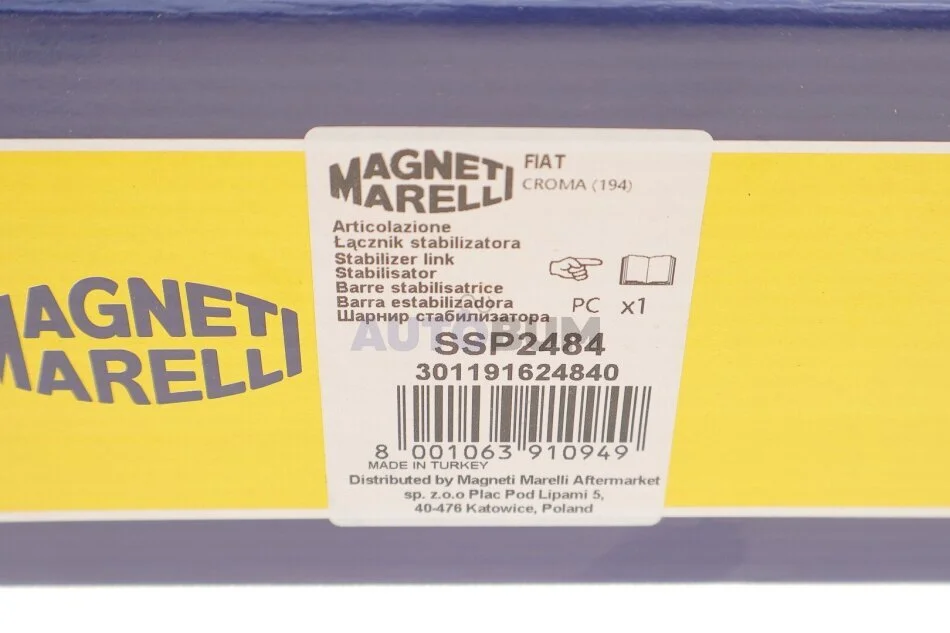 MAGNETI
MARELLI
MAGNETI
MARELLI
FIAT
CROMA (194)
Articolazione
Łącznik stabilizatora
Stabilizer link
Stabilisator
Barre stabilisatrice
Barra estabilizadora
Шарнир стабилизатора
PC x1
AUTOBUM
SSP2484
301191624840
8 001063 910949
MADE IN TURKEY
Distributed by Magneti Marelli Aftermarket
sp. z.o.o Plac Pod Lipami 5,
40-476 Katowice, Poland